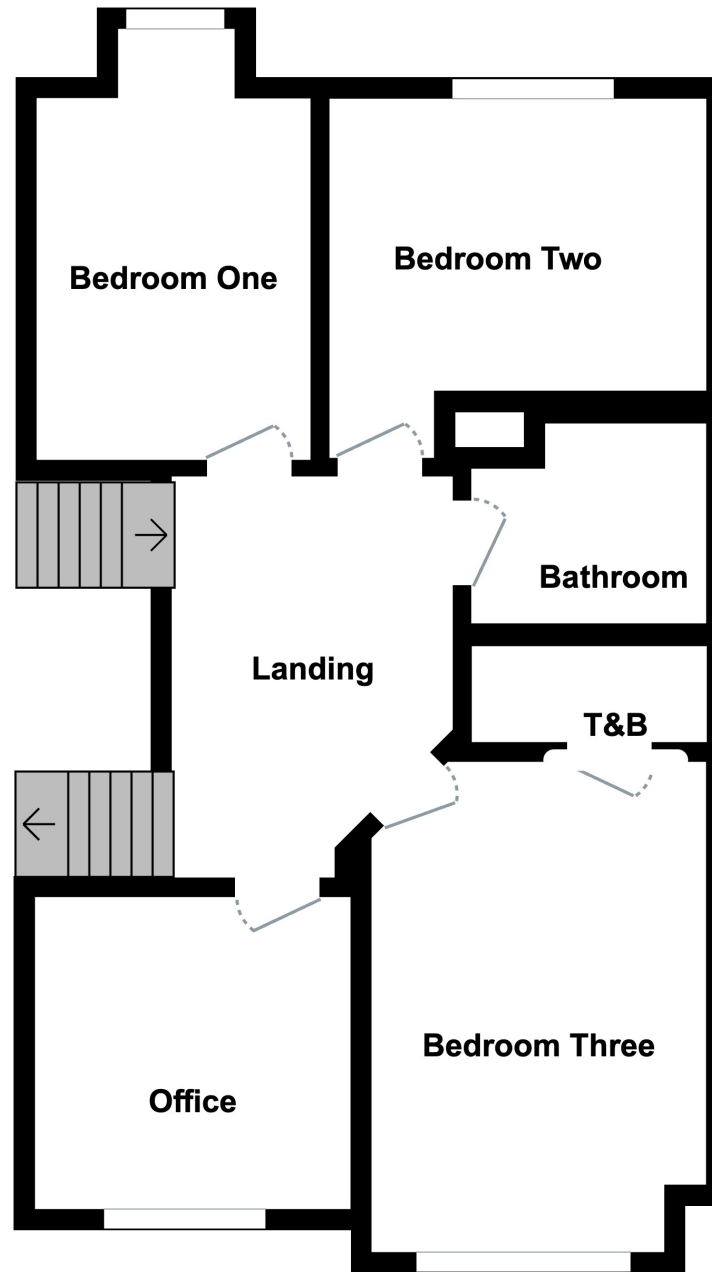 Bedroom One
Bedroom Two
Bathroom
Landing
T&B
Bedroom Three
Office